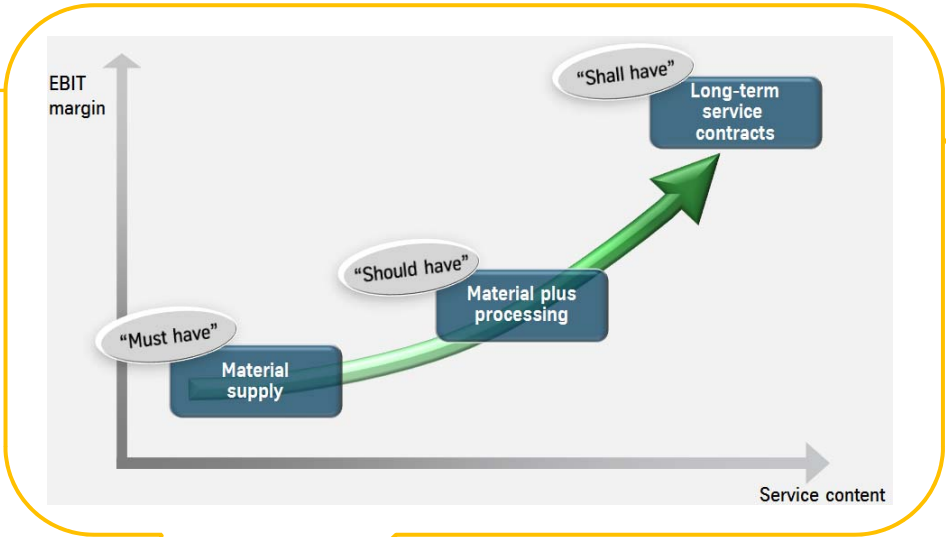 EBIT
margin
“Shall have”
Long-term
service
contracts
“Should have”
Material plus
processing
“Must have”
Material
supply
Service content